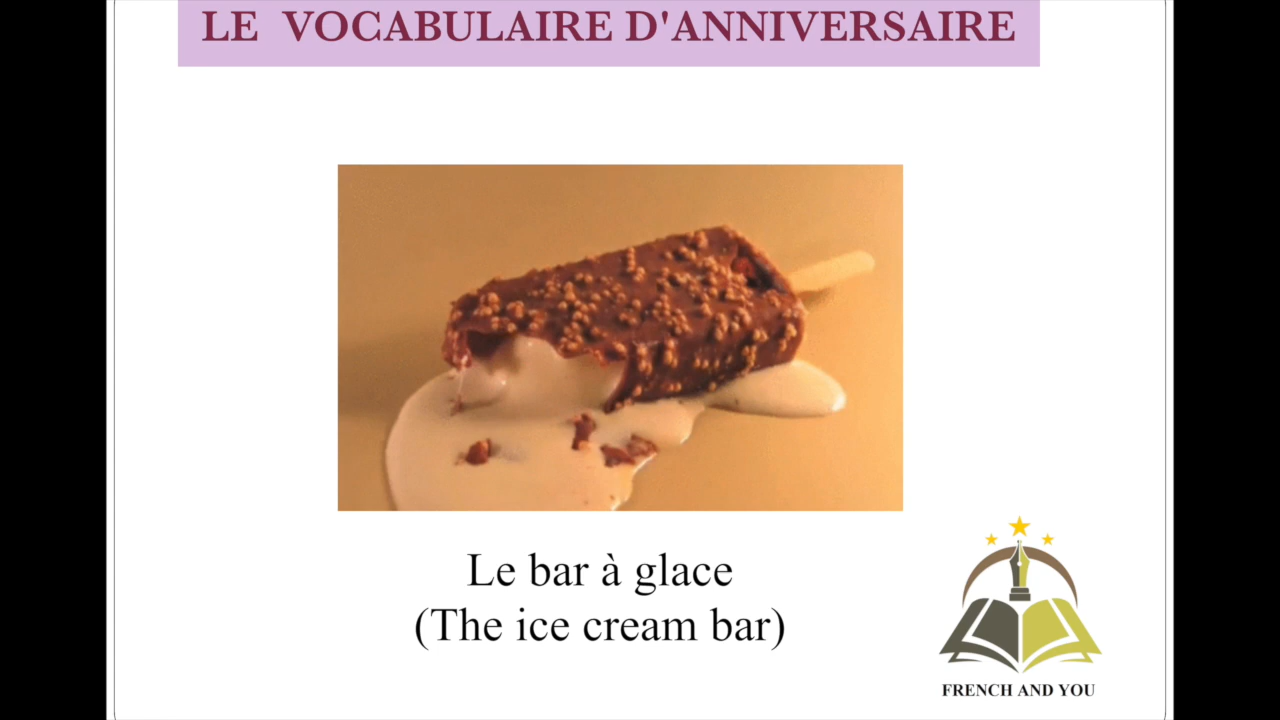 LE VOCABULAIRE D'ANNIVERSAIRE
Le bar à glace
(The ice cream bar)
FRENCH AND YOU